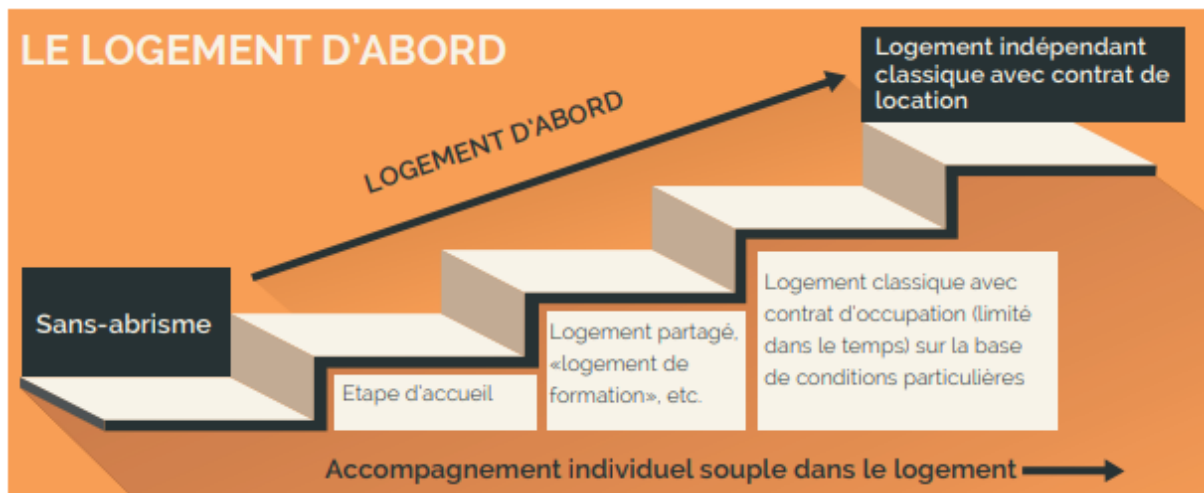 LE LOGEMENT D'ABORD
Logement indépendant
classique avec contrat de
location
LOGEMENT D'ABORD
Sans-abrisme
Etape d'accueil
Logement partagé,
«logement de
formation», etc.
Logement classique avec
contrat d'occupation (limité
dans le temps) sur la base
de conditions particulières
Accompagnement individuel souple dans le logement